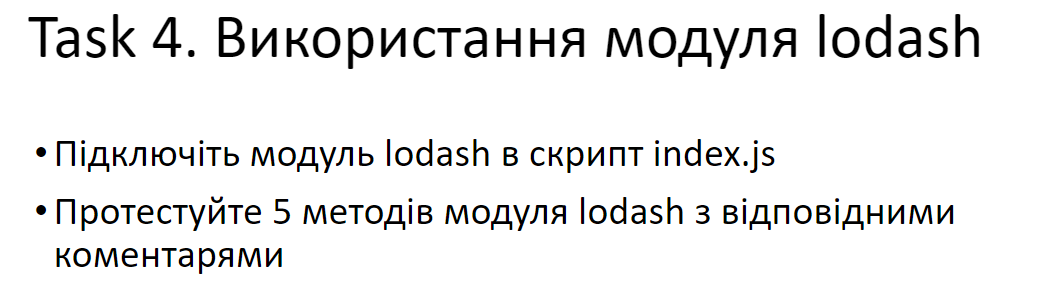 Task 4. Використання модуля lodash
• Підключіть модуль lodash в скрипт index.js
• Протестуйте 5 методів модуля lodash з відповідними
коментарями